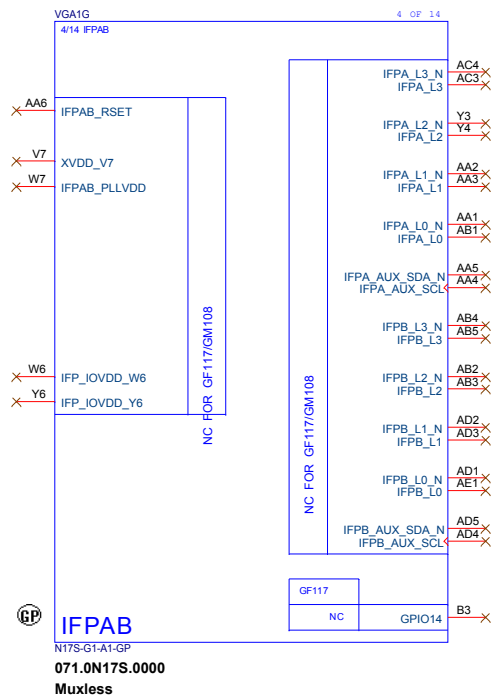 VGA1G
4 OF 14
4/14 IFPAB
AA6 IFPAB_RSET
V7 XVDD_V7
W7 IFPAB_PLLVDD
W6 IFP_IOVDD_W6
Y6 IFP_IOVDD_Y6
NC FOR GF117/GM108
NC FOR GF117/GM108
IFPA_L3_N AC4
IFPA_L3 AC3
IFPA_L2_N Y3
IFPA_L2 Y4
IFPA_L1_N AA2
IFPA_L1 AA3
IFPA_L0_N AA1
IFPA_L0 AB1
IFPA_AUX_SDA_N AA5
IFPA_AUX_SCL AA4
IFPB_L3_N AB4
IFPB_L3 AB5
IFPB_L2_N AB2
IFPB_L2 AB3
IFPB_L1_N AD2
IFPB_L1 AD3
IFPB_L0_N AD1
IFPB_L0 AE1
IFPB_AUX_SDA_N AD5
IFPB_AUX_SCL AD4
GF117
NC
GPIO14 B3
GP
IFPAB
N17S-G1-A1-GP
071.0N17S.0000
Muxless